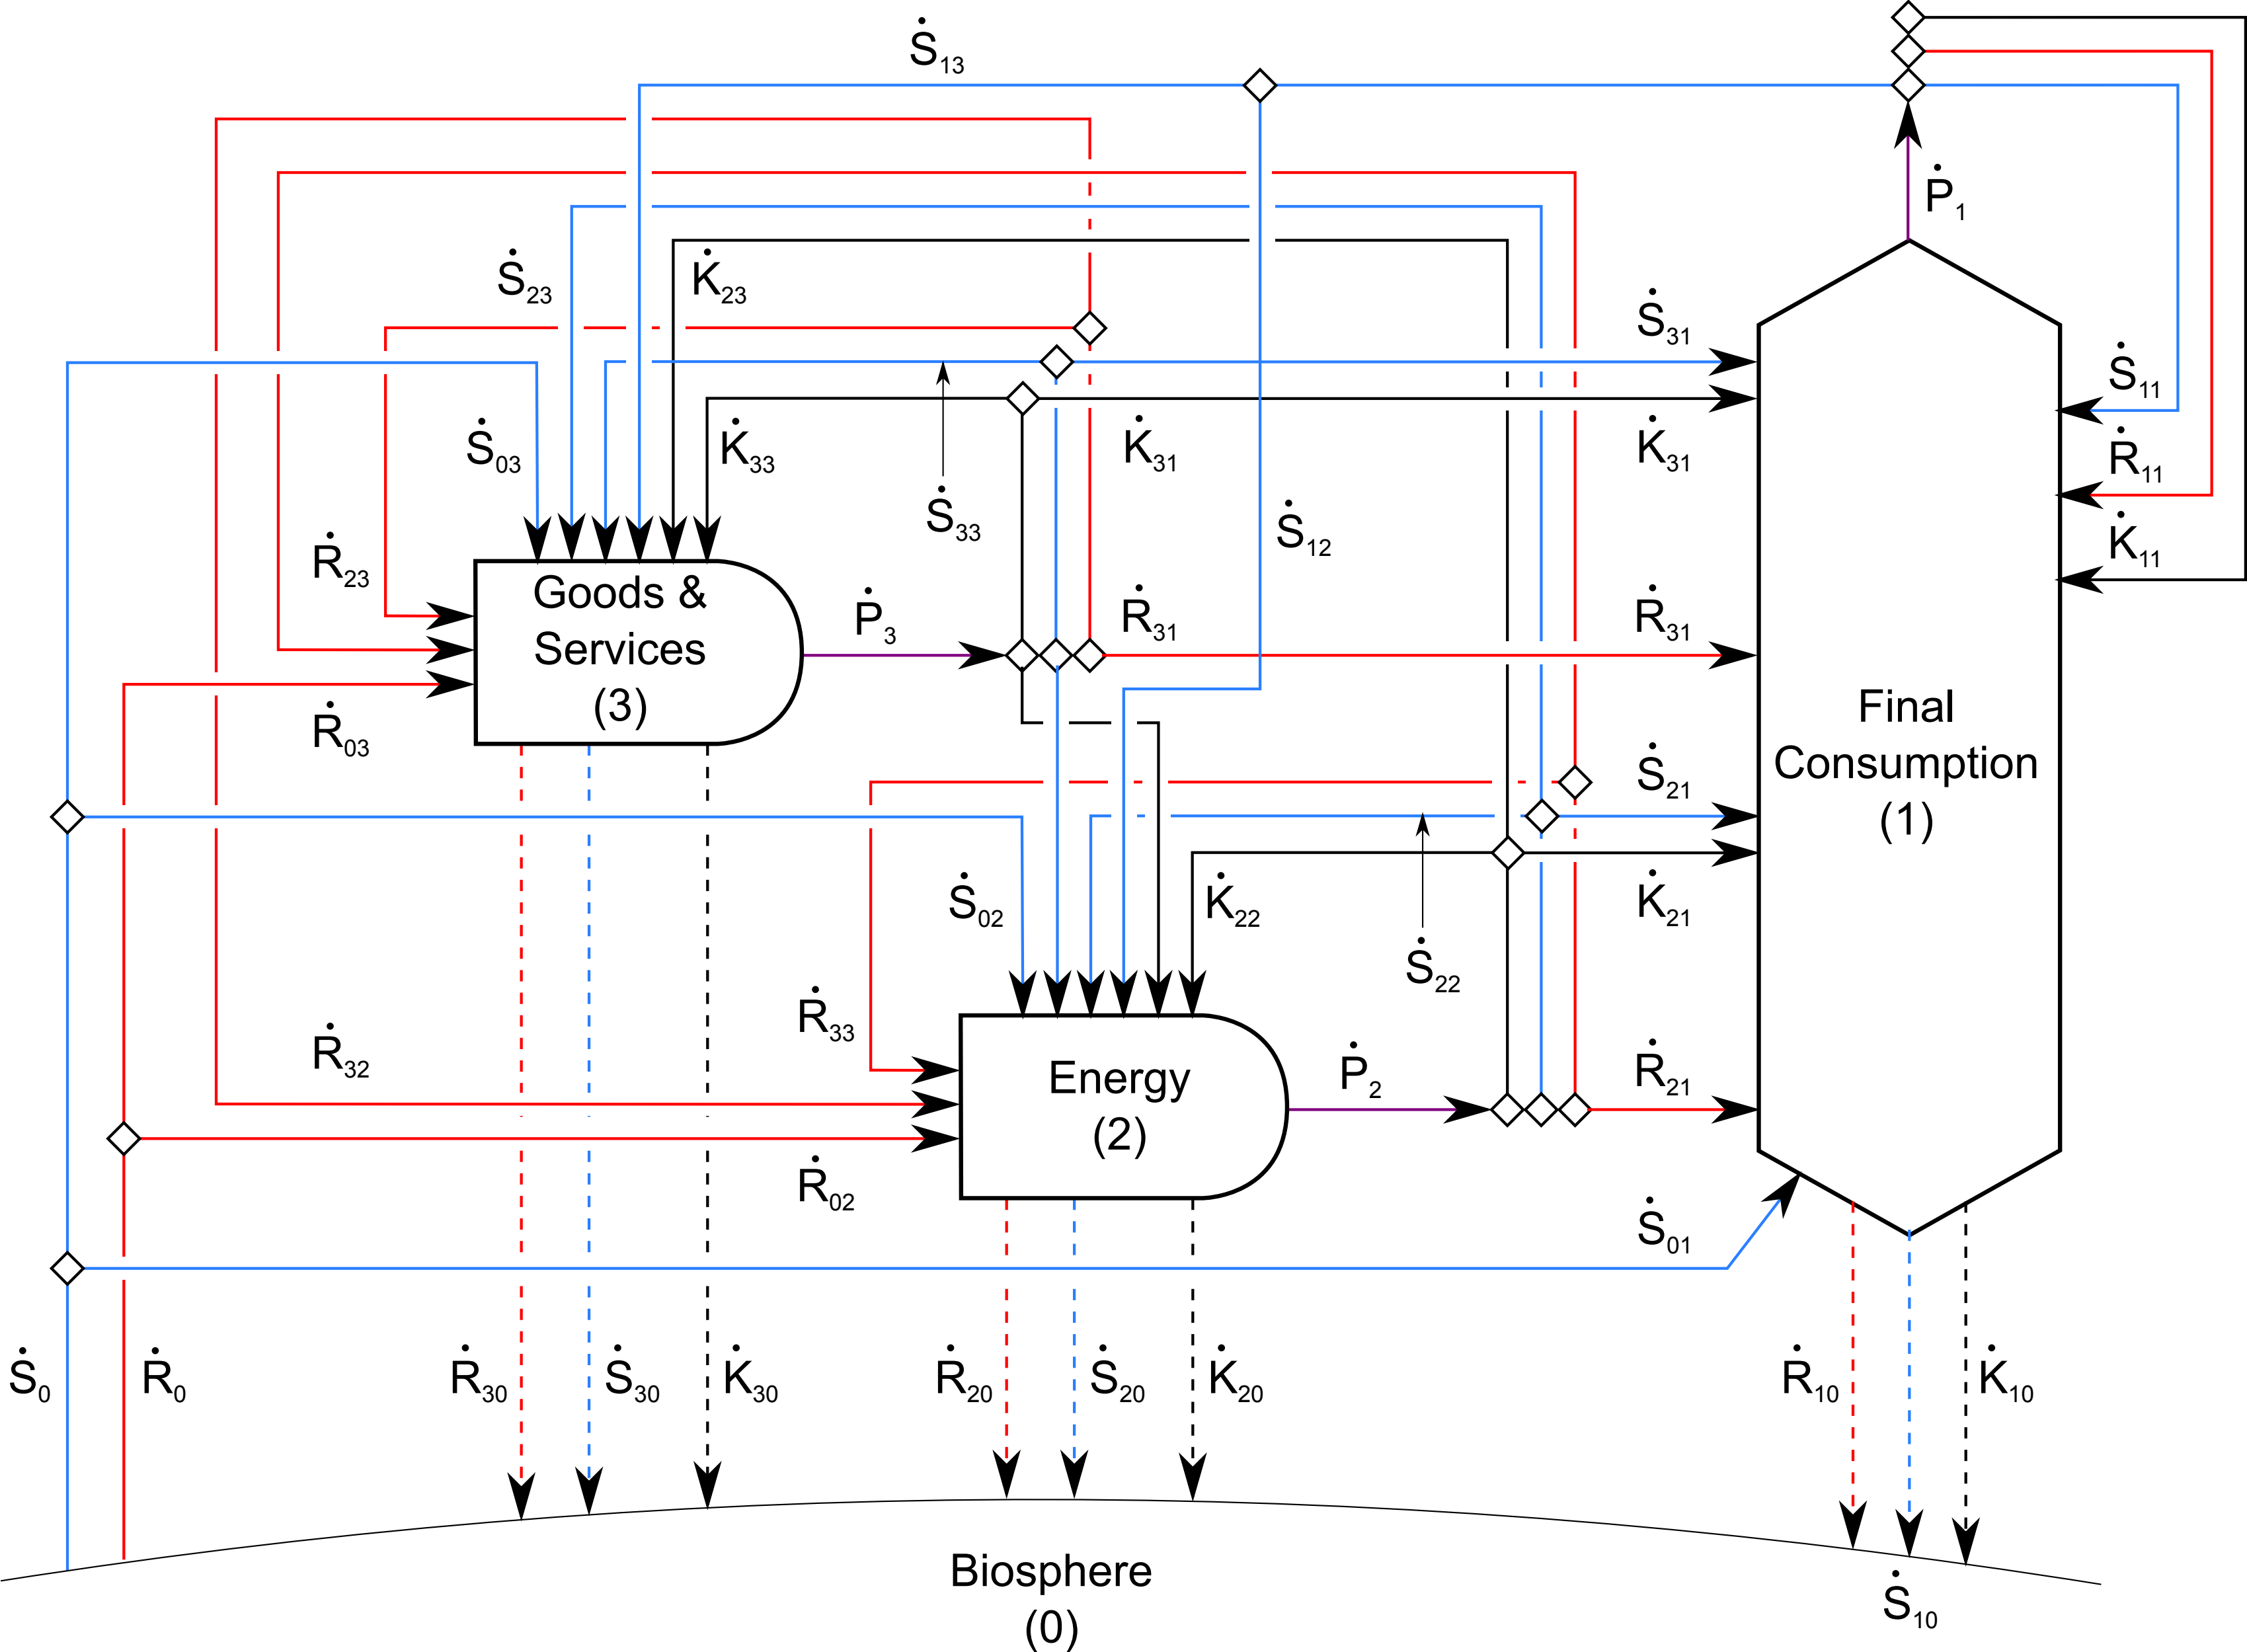 Ṡ13
Ṗ1
Ṡ23
K̇23
Ṡ31
Ṡ11
Ṡ03
K̇33
K̇31
K̇31
Ṙ11
Ṡ33
Ṡ12
K̇11
Ṙ23
Goods &
Services
(3)
Ṗ3
Ṙ31
Ṙ31
Ṙ03
Final
Consumption
(1)
Ṡ21
Ṡ02
K̇22
K̇21
Ṡ22
Ṙ33
Ṙ32
Energy
(2)
Ṗ2
Ṙ21
Ṙ02
Ṡ01
Ṡ0
Ṙ0
Ṙ30
Ṡ30
K̇30
Ṙ20
Ṡ20
K̇20
Ṙ10
K̇10
Biosphere
(0)
Ṡ10